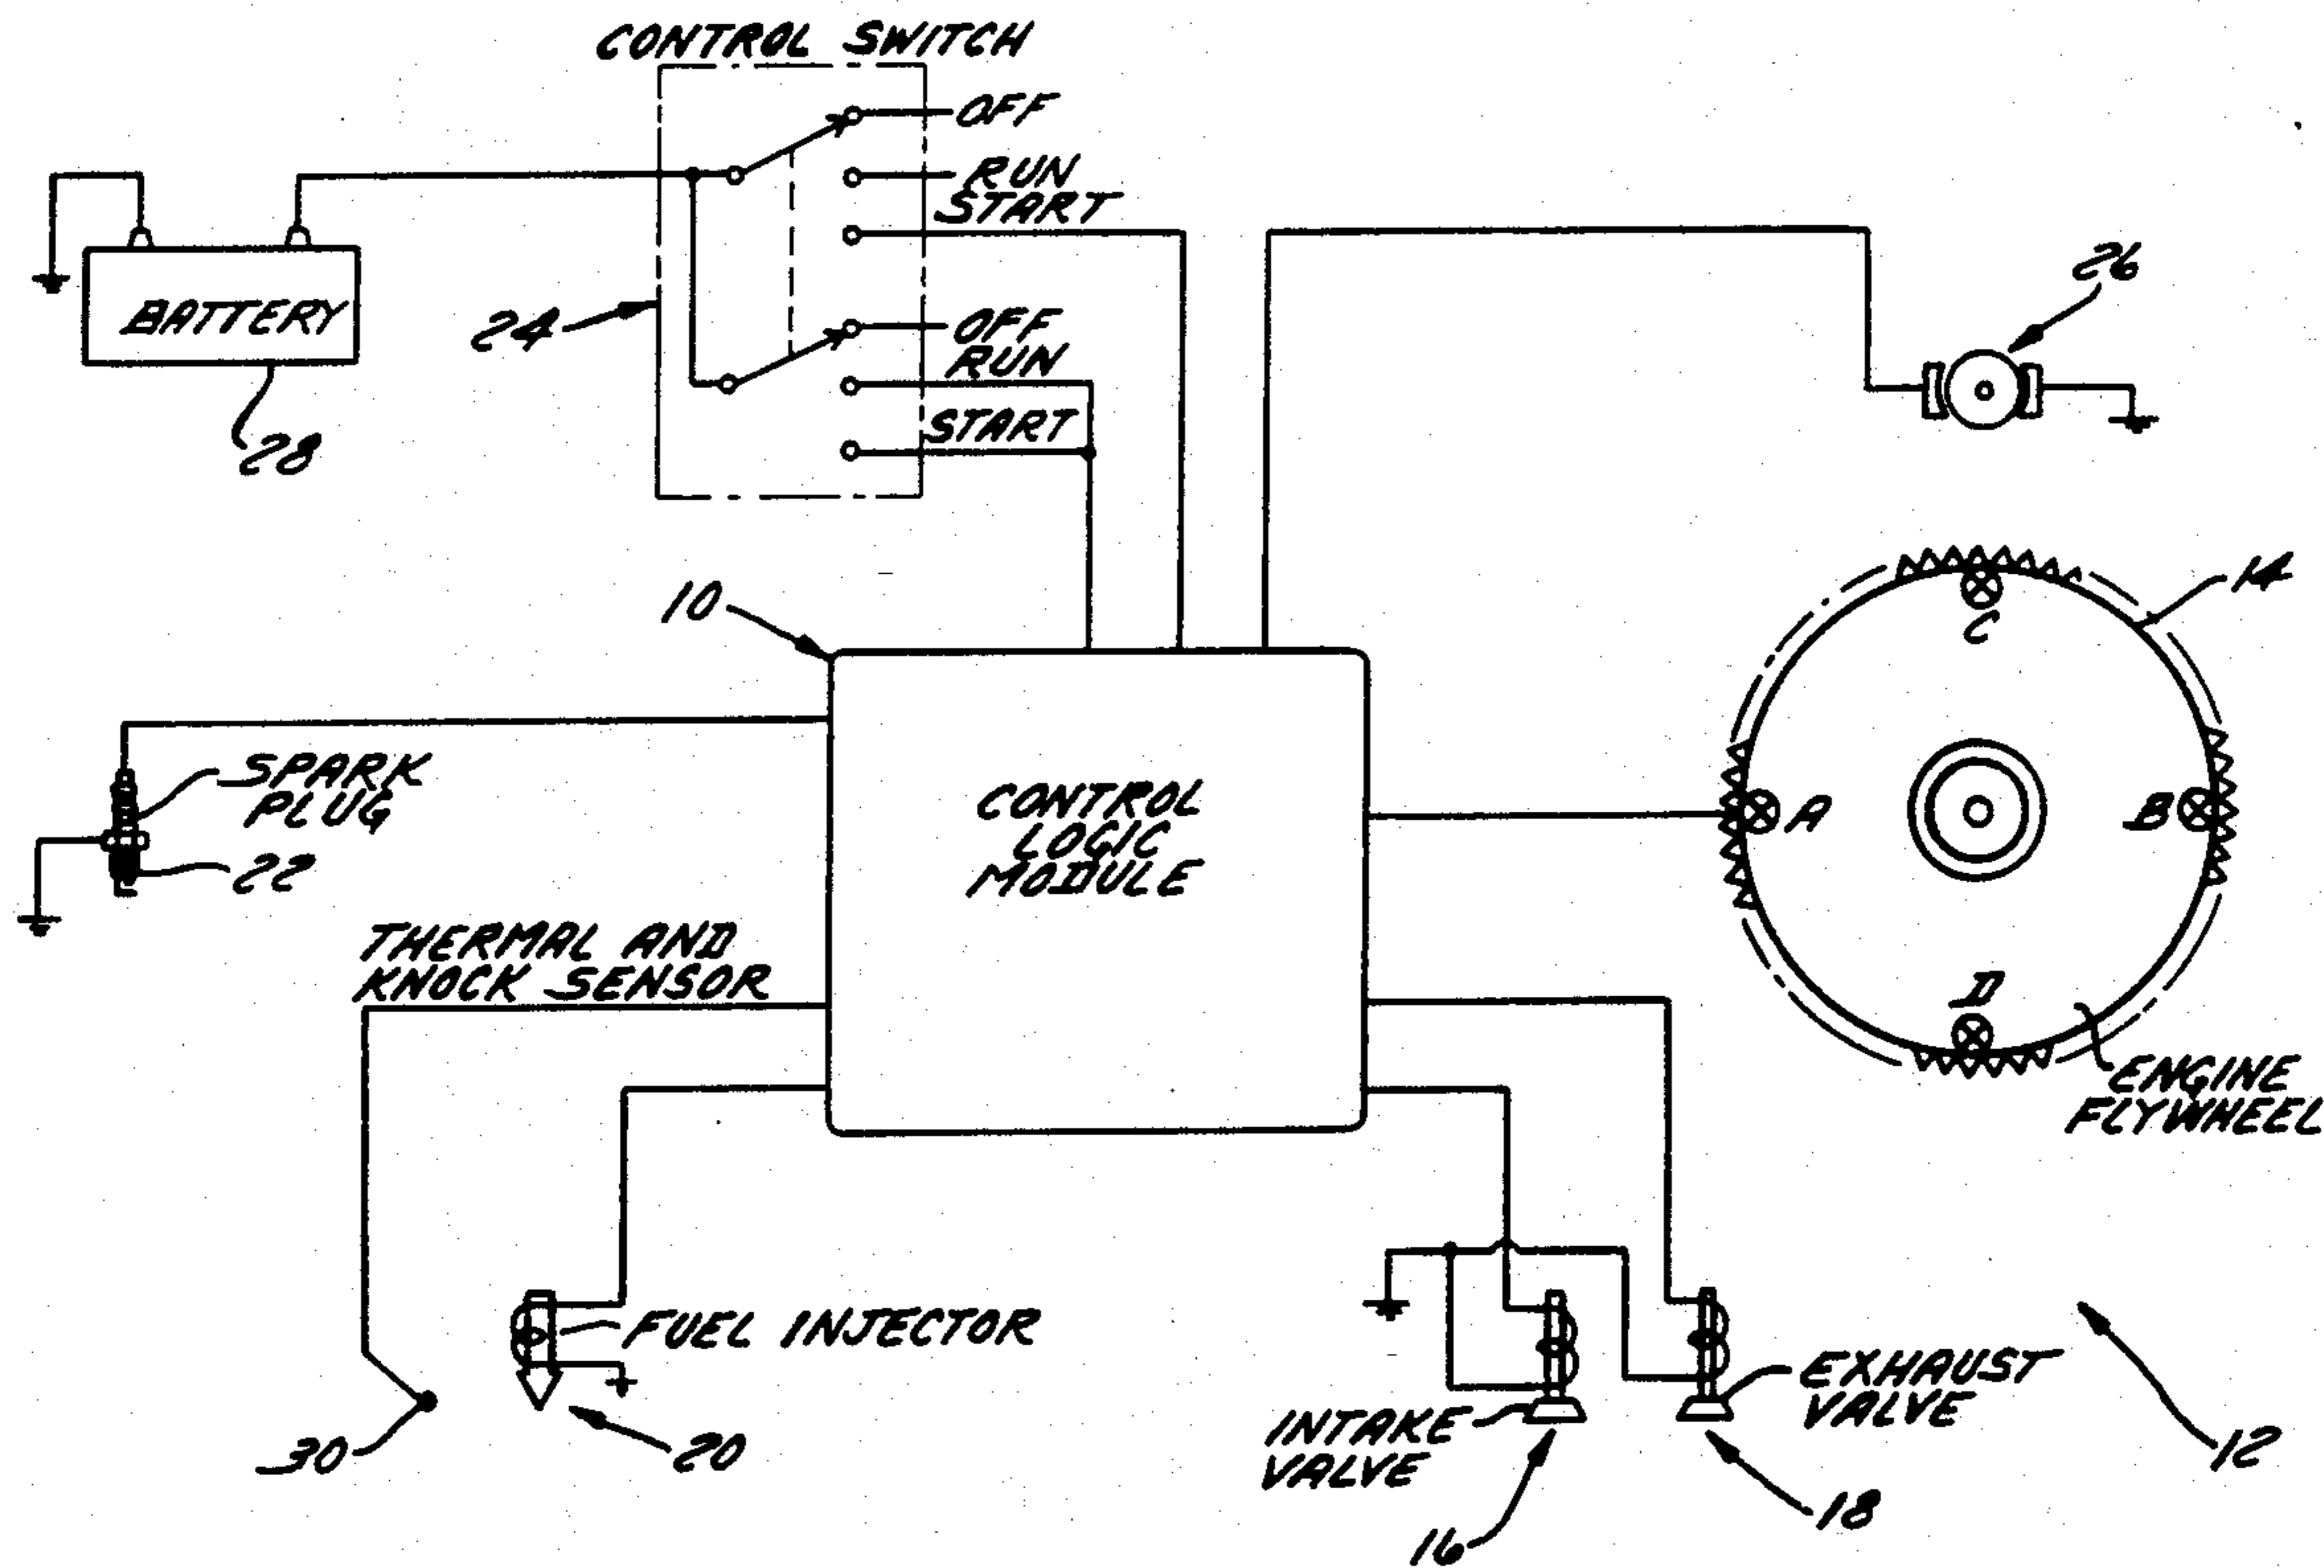 CONTROL SWITCH
OFF
RUN
START
26
BATTERY
24
OFF
RUN
START
28
14
10
C
SPARK
PLUG
CONTROL
LOGIC
MODULE
A
B
22
THERMAL AND
KNOCK SENSOR
D
ENGINE
FLYWHEEL
FUEL INJECTOR
EXHAUST
VALVE
INTAKE
VALVE
30
20
12
18
16